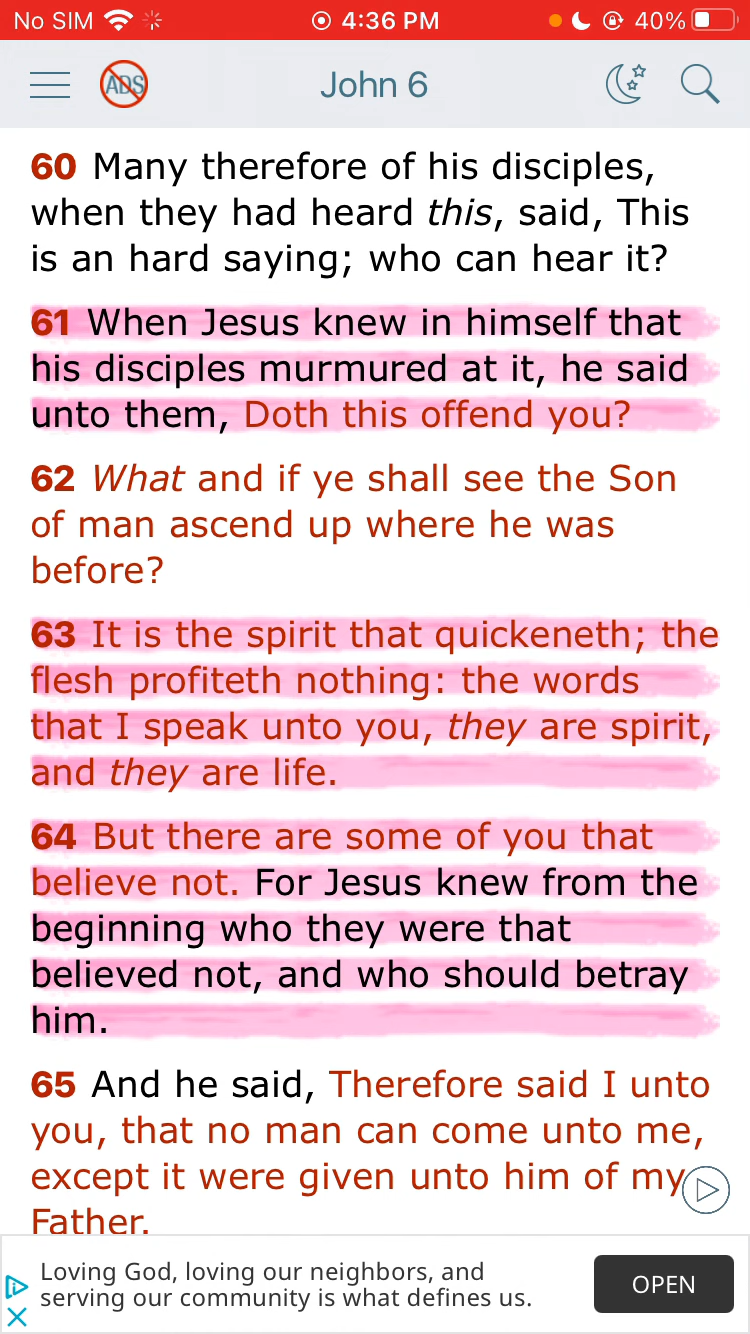 No SIM 4:36 PM 40%
ADS John 6
60 Many therefore of his disciples,
when they had heard this, said, This
is an hard saying; who can hear it?
61 When Jesus knew in himself that
his disciples murmured at it, he said
unto them, Doth this offend you?
62 What and if ye shall see the Son
of man ascend up where he was
before?
63 It is the spirit that quickeneth; the
flesh profiteth nothing: the words
that I speak unto you, they are spirit,
and they are life.
64 But there are some of you that
believe not. For Jesus knew from the
beginning who they were that
believed not, and who should betray
him.
65 And he said, Therefore said I unto
you, that no man can come unto me,
except it were given unto him of my
Father.
Loving God, loving our neighbors, and
serving our community is what defines us.
OPEN